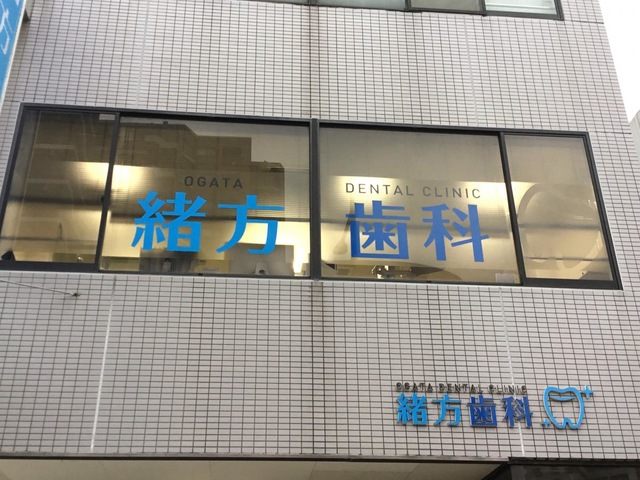 OGATA DENTAL CLINIC
緒方 歯科
OGATA DENTAL CLINIC
緒方歯科